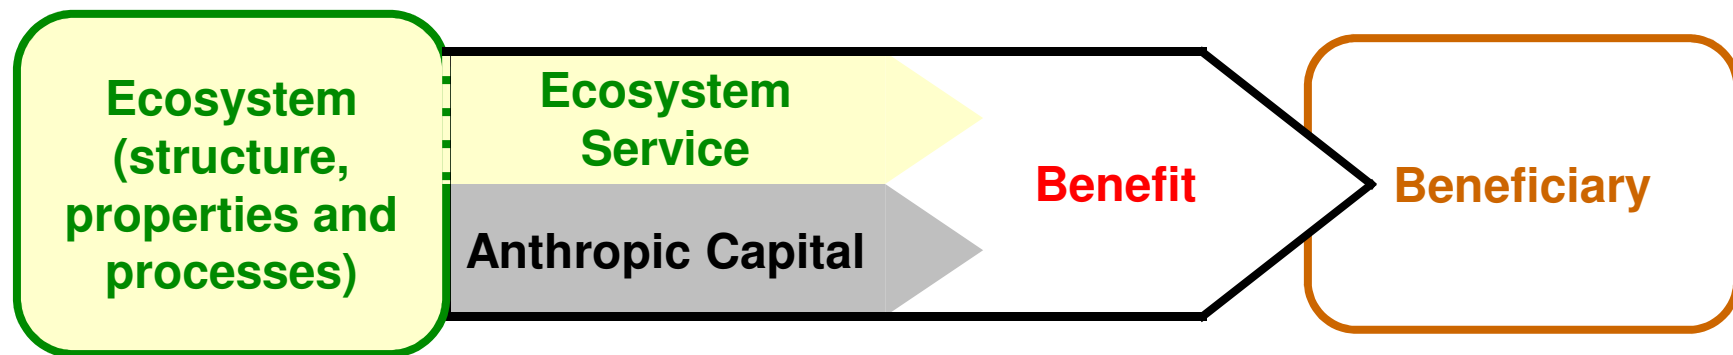 Ecosystem
(structure,
properties and
processes)
Ecosystem
Service
Anthropic Capital
Benefit
Beneficiary